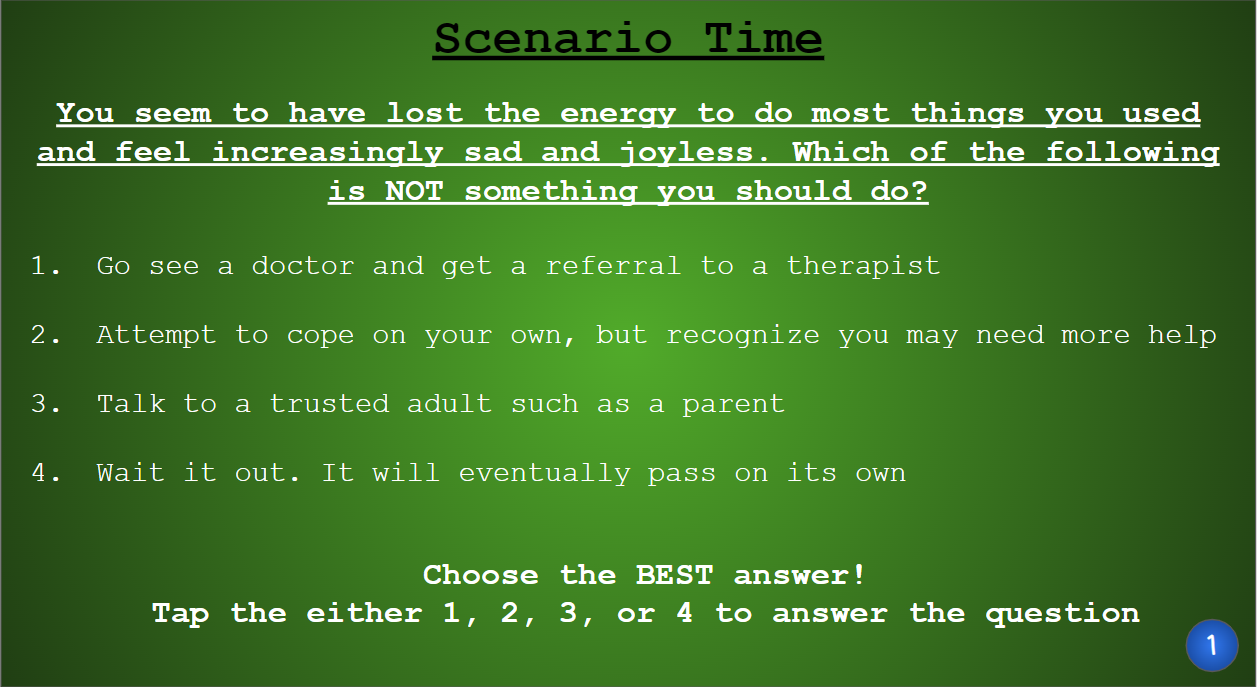 Scenario Time
You seem to have lost the energy to do most things you used
and feel increasingly sad and joyless. Which of the following
is NOT something you should do?
1. Go see a doctor and get a referral to a therapist
2. Attempt to cope on your own, but recognize you may need more help
3. Talk to a trusted adult such as a parent
4. Wait it out. It will eventually pass on its own
Choose the BEST answer!
Tap the either 1, 2, 3, or 4 to answer the question
1